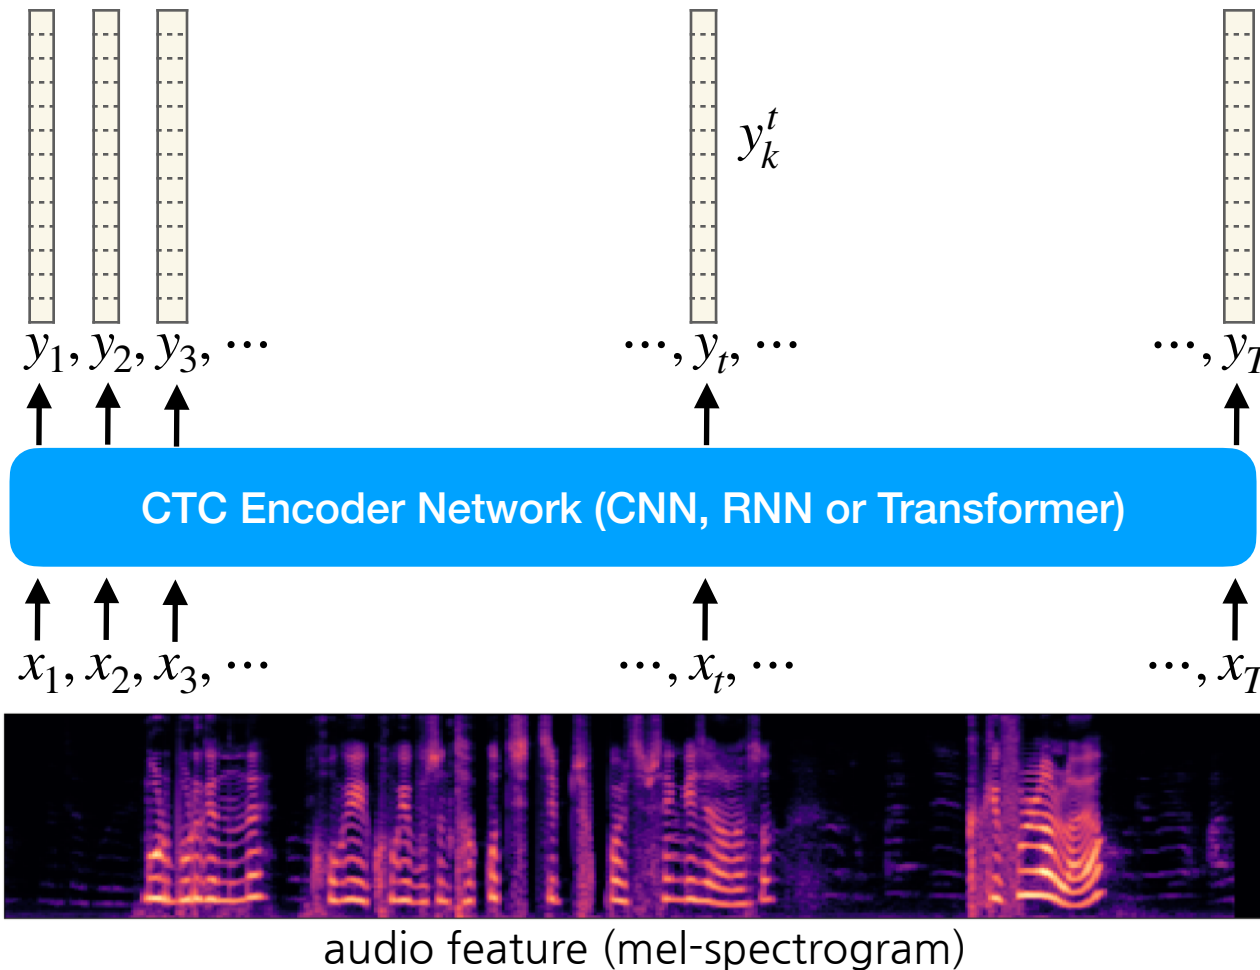 y_k^t
y_1, y_2, y_3, ⋯ ⋯, y_t, ⋯ ⋯, y_T
CTC Encoder Network (CNN, RNN or Transformer)
x_1, x_2, x_3, ⋯ ⋯, x_t, ⋯ ⋯, x_T
audio feature (mel-spectrogram)